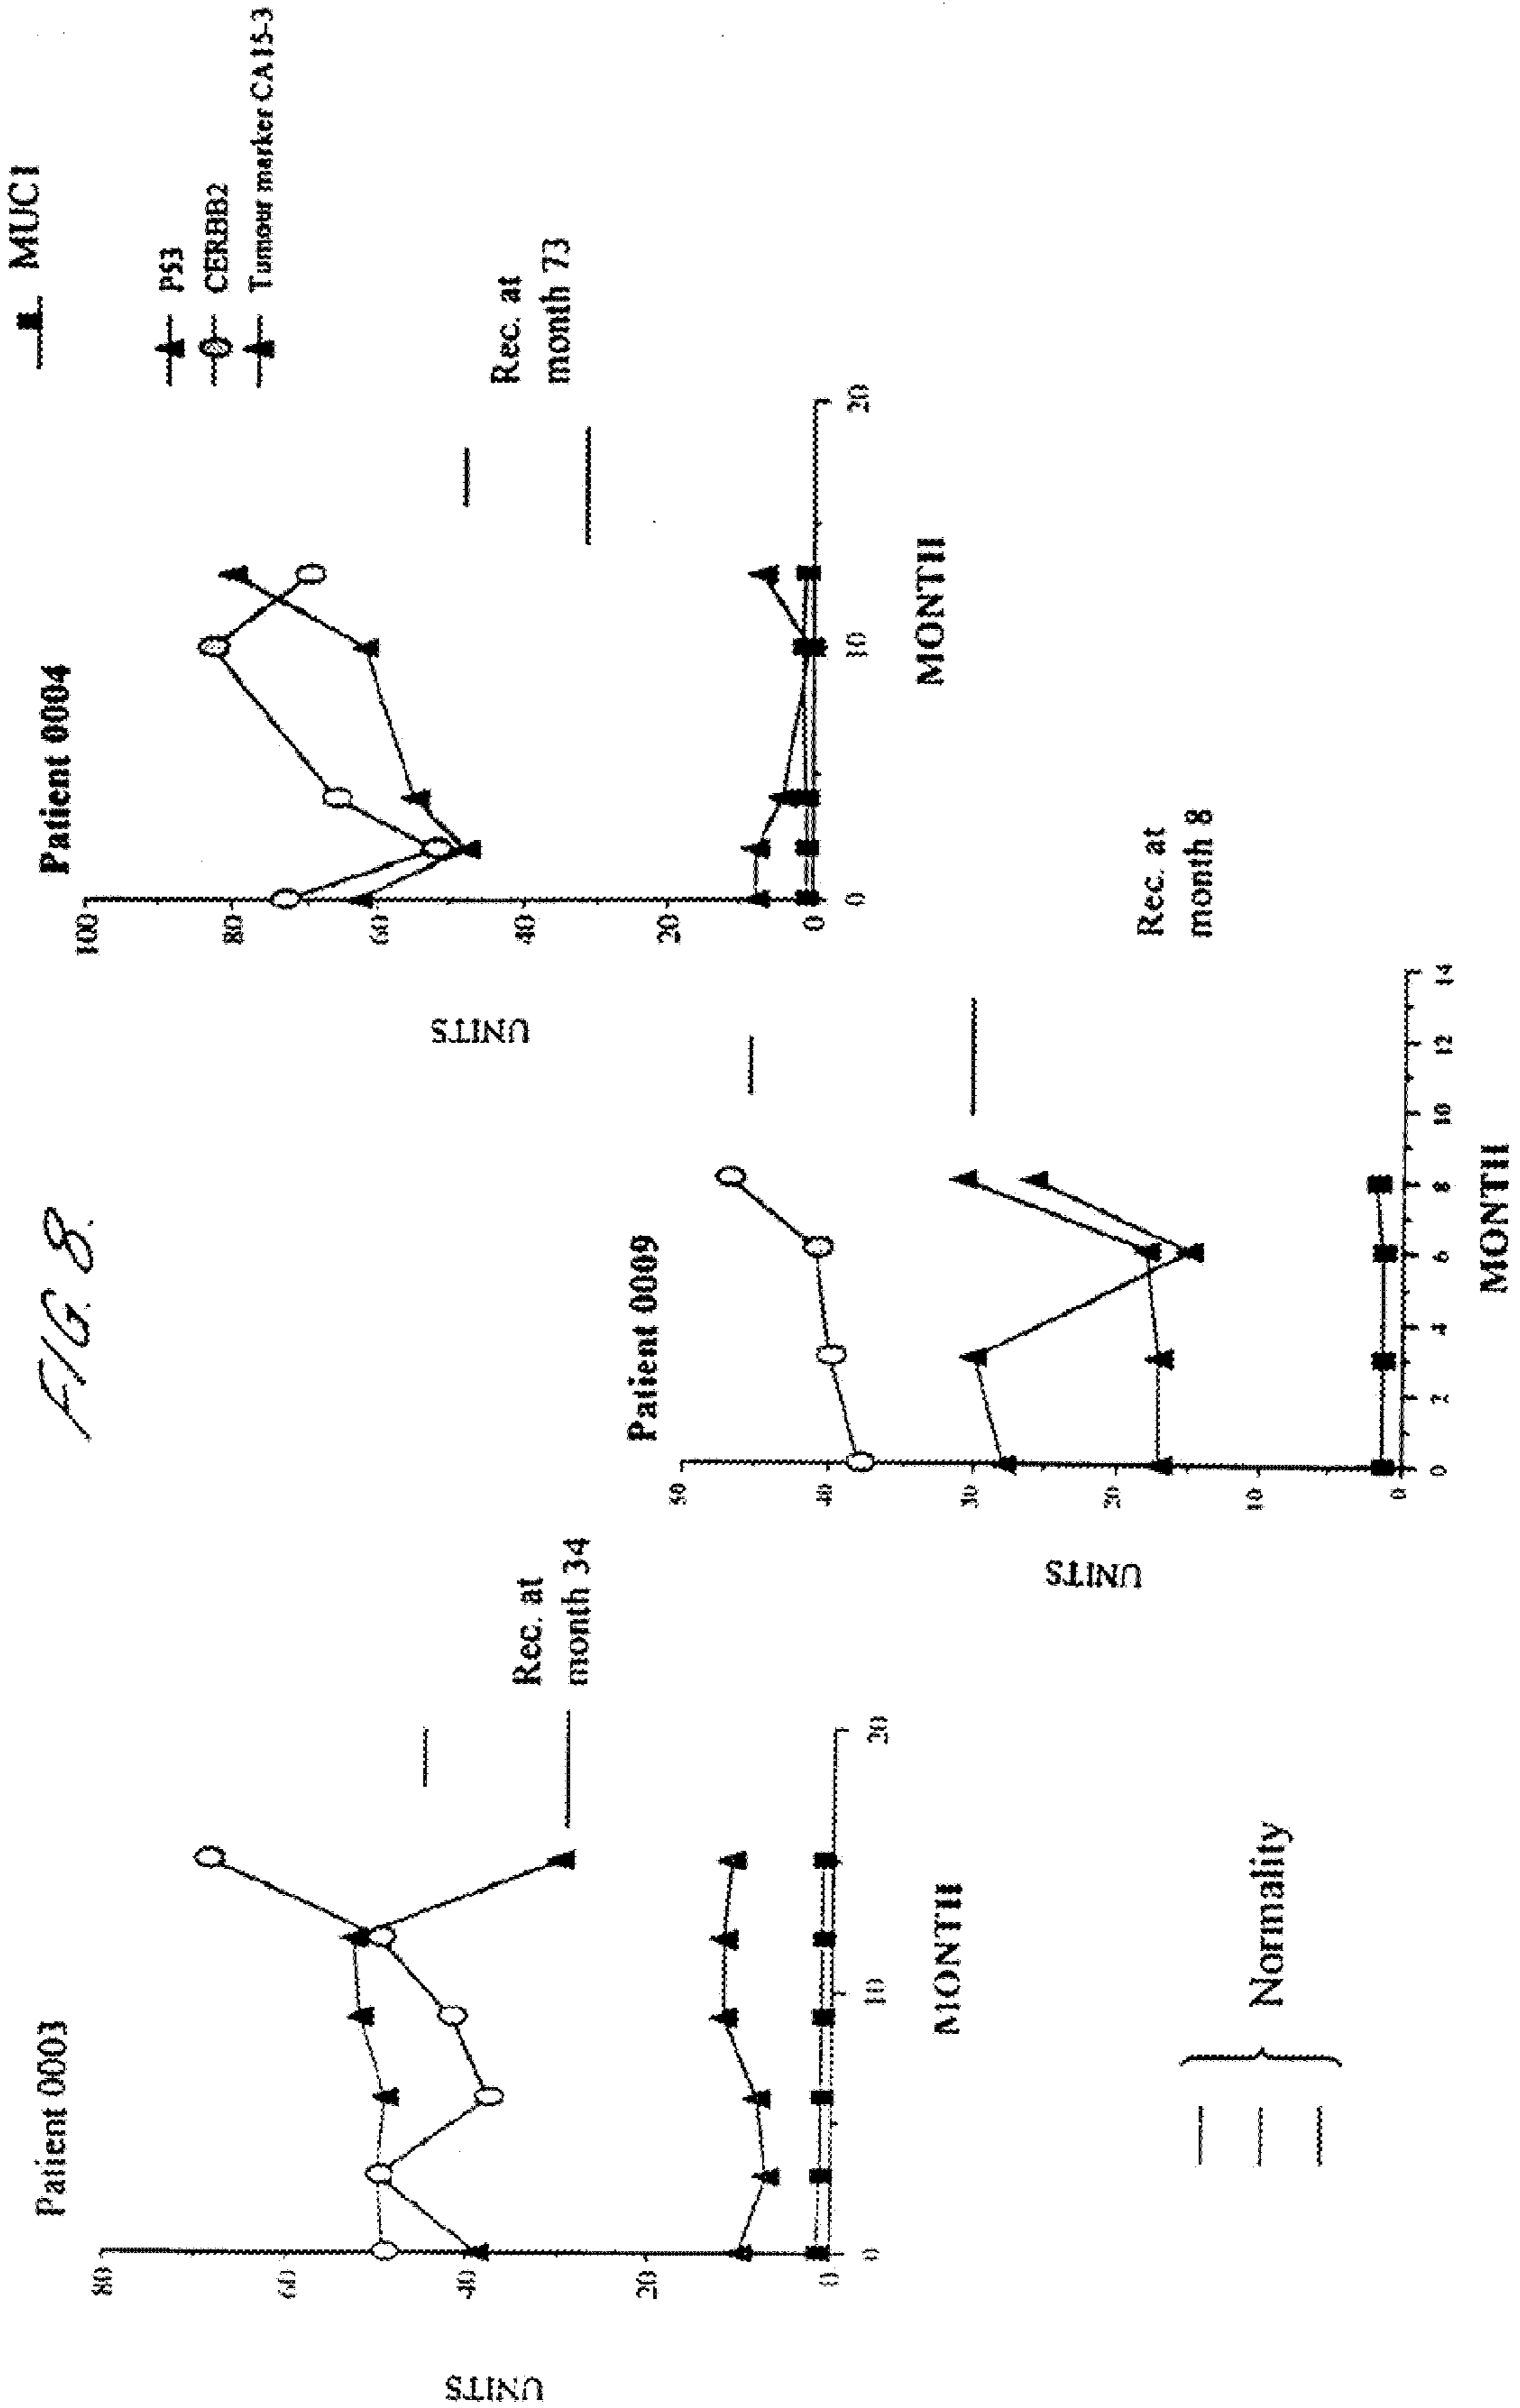 FIG. 8.
MUC1
P53
CERBB2
Tumour marker CA15-3
Patient 0003
80
60
40
20
0
UNITS
0
10
20
MONTH
Rec. at
month 34
Patient 0004
100
80
60
40
20
0
UNITS
0
10
20
MONTH
Rec. at
month 73
Patient 0009
50
40
30
20
10
0
UNITS
0
2
4
6
8
10
12
14
MONTH
Rec. at
month 8
Normality